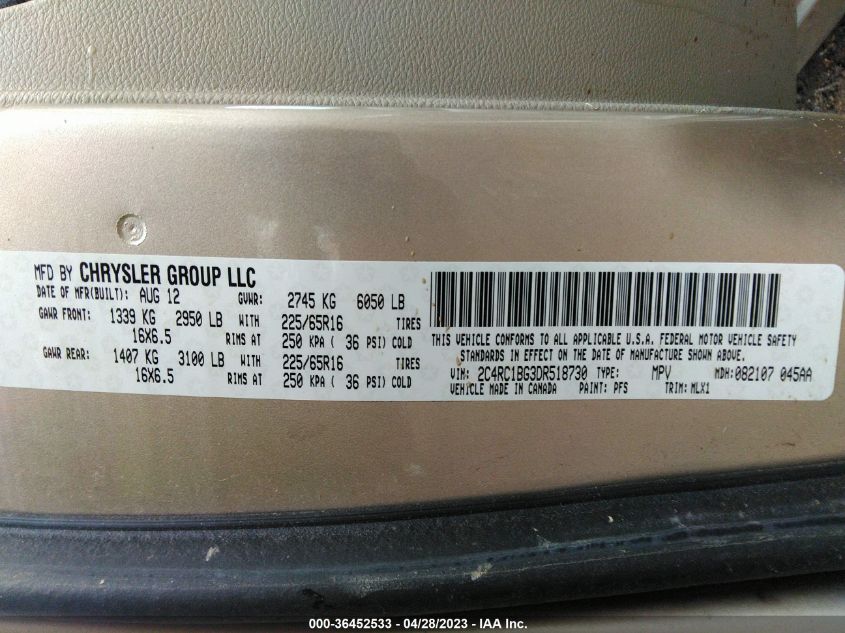 MFD BY CHRYSLER GROUP LLC
DATE OF MFR(BUILT): AUG 12 GVWR: 2745 KG 6050 LB
GAWR FRONT: 1339 KG 2950 LB WITH 225/65R16 TIRES
16X6.5 RIMS AT 250 KPA ( 36 PSI) COLD
GAWR REAR: 1407 KG 3100 LB WITH 225/65R16 TIRES
16X6.5 RIMS AT 250 KPA ( 36 PSI) COLD
THIS VEHICLE CONFORMS TO ALL APPLICABLE U.S.A. FEDERAL MOTOR VEHICLE SAFETY
STANDARDS IN EFFECT ON THE DATE OF MANUFACTURE SHOWN ABOVE.
VIN: 2C4RC1BG3DR518730 TYPE: MPV MDH:082107 045AA
VEHICLE MADE IN CANADA PAINT: PFS TRIM: MLX1
000-36452533 - 04/28/2023 - IAA Inc.